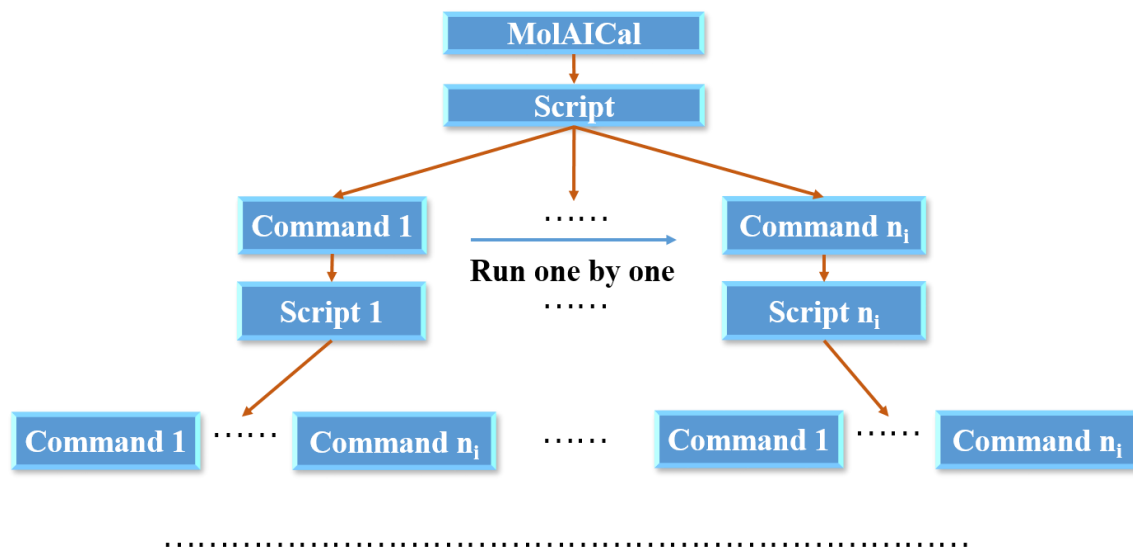 MolAICal
Script
Command 1
……
Command nᵢ
Run one by one
Script 1
……
Script nᵢ
Command 1
……
Command nᵢ
……
Command 1
……
Command nᵢ
……………………………………………………………………